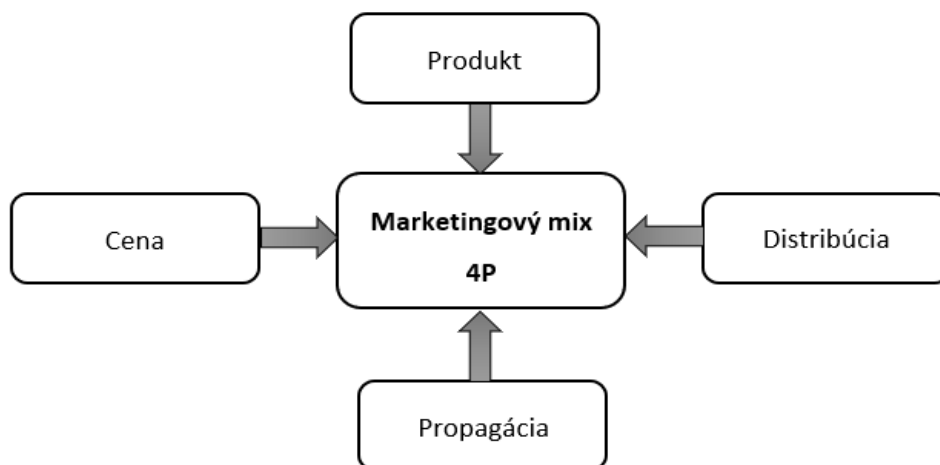 Produkt
Cena
Marketingový mix
4P
Distribúcia
Propagácia